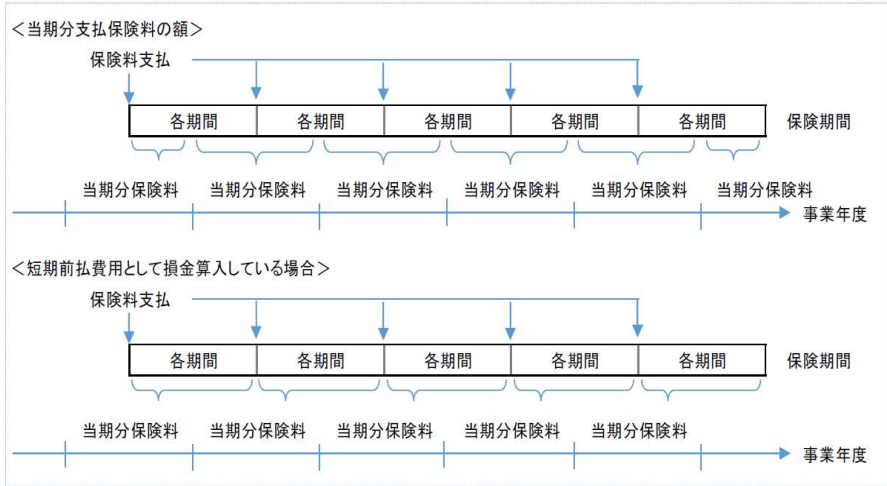 ＜当期分支払保険料の額＞
保険料支払
各期間 各期間 各期間 各期間 各期間 保険期間
当期分保険料 当期分保険料 当期分保険料 当期分保険料 当期分保険料 当期分保険料
事業年度
＜短期前払費用として損金算入している場合＞
保険料支払
各期間 各期間 各期間 各期間 各期間 保険期間
当期分保険料 当期分保険料 当期分保険料 当期分保険料 当期分保険料
事業年度